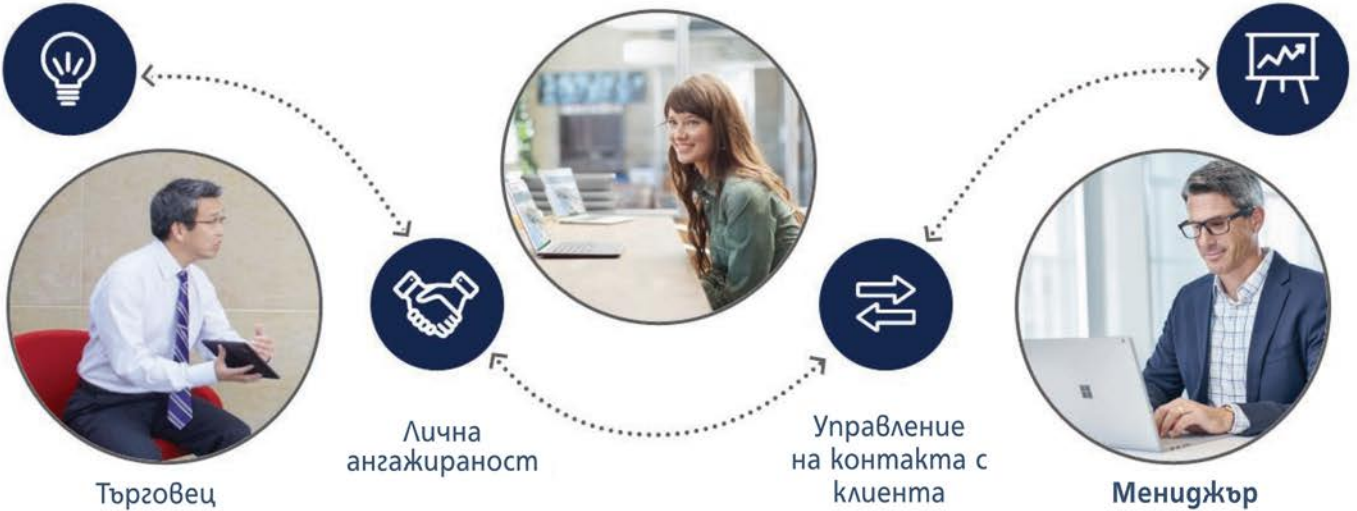 Търговец
Лична
ангажираност
Управление
на контакта с
клиента
Мениджър